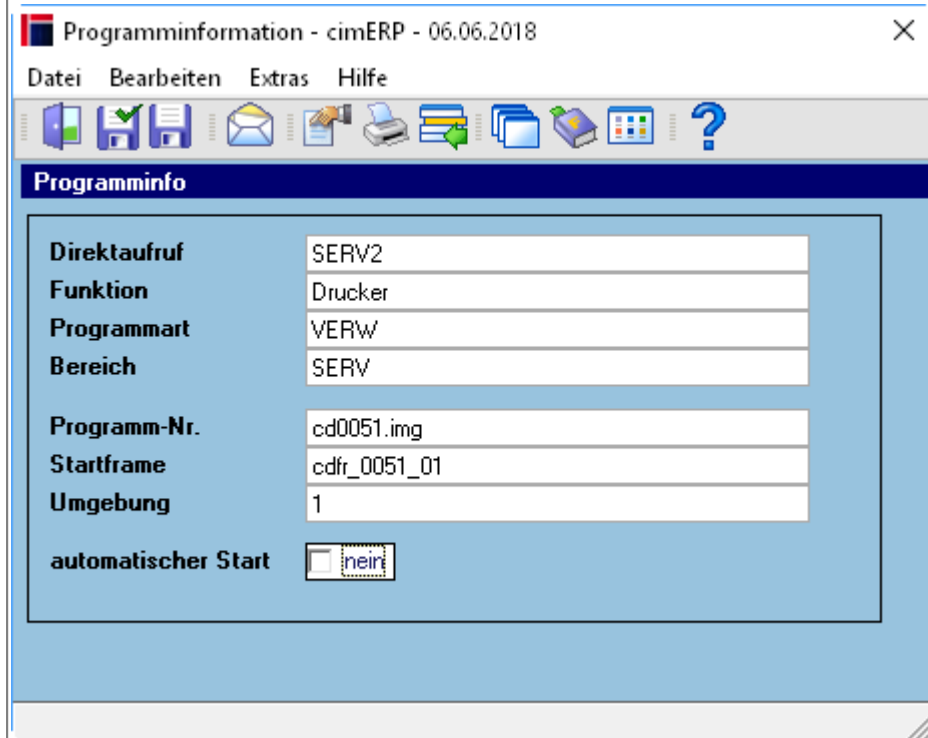 Programminformation - cimERP - 06.06.2018
Datei Bearbeiten Extras Hilfe
Programminfo
Direktaufruf SERV2
Funktion Drucker
Programmart VERW
Bereich SERV
Programm-Nr. cd0051.img
Startframe cdfr_0051_01
Umgebung 1
automatischer Start nein